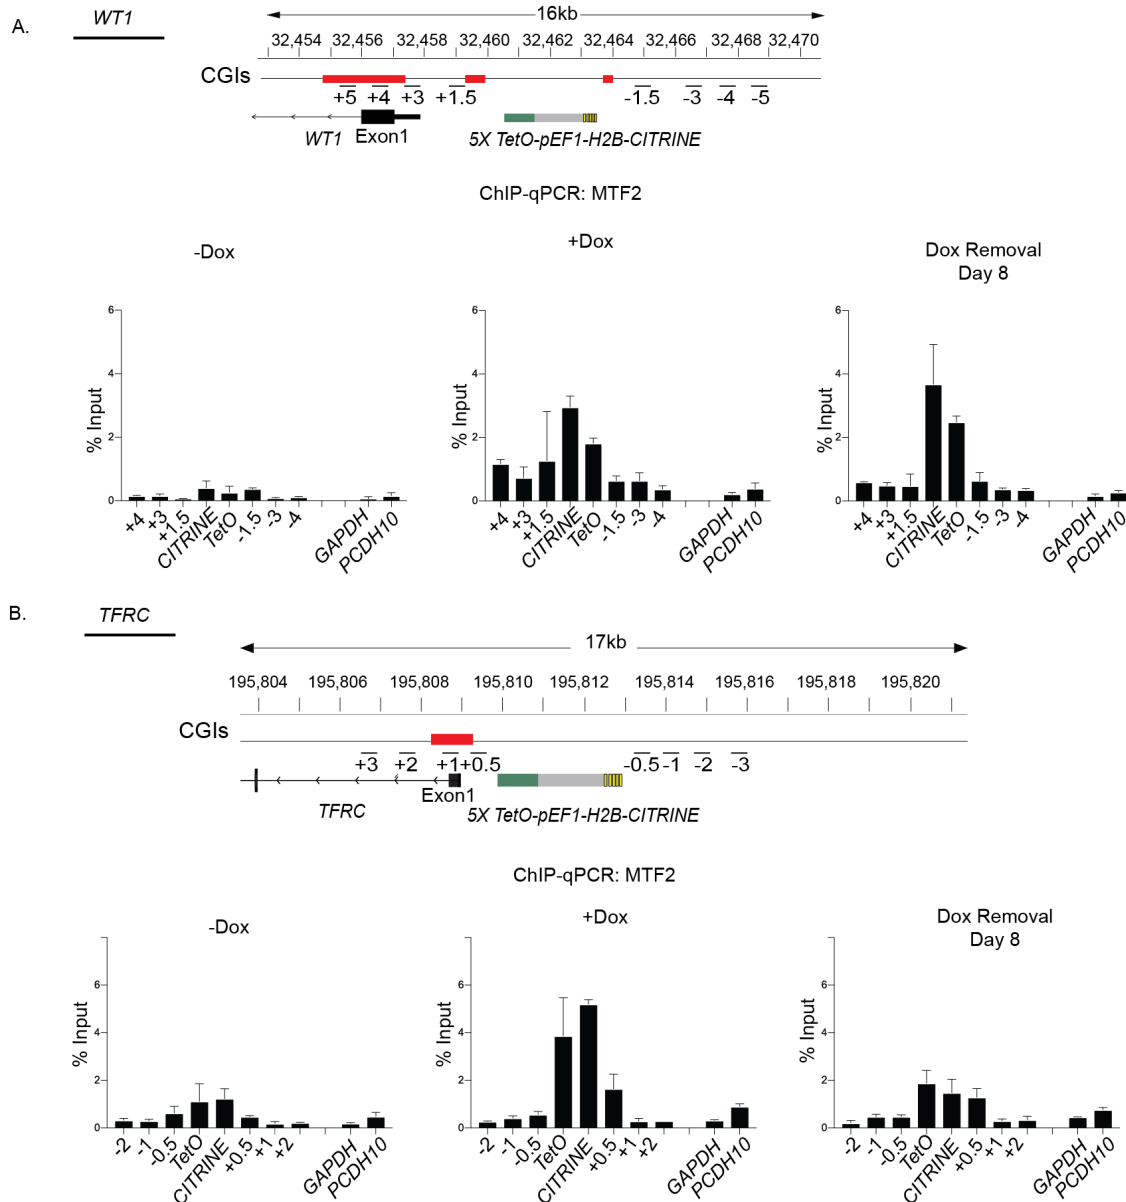 A.
WT1
16kb
32,454 32,456 32,458 32,460 32,462 32,464 32,466 32,468 32,470
CGIs
+5 +4 +3 +1.5 -1.5 -3 -4 -5
WT1 Exon1 5X TetO-pEF1-H2B-CITRINE
ChIP-qPCR: MTF2
-Dox
% Input
6
4
2
0
+4 +3 +1.5 CITRINE TetO -1.5 -3 -4 GAPDH PCDH10
+Dox
% Input
6
4
2
0
+4 +3 +1.5 CITRINE TetO -1.5 -3 -4 GAPDH PCDH10
Dox Removal
Day 8
% Input
6
4
2
0
+4 +3 +1.5 CITRINE TetO -1.5 -3 -4 GAPDH PCDH10
B.
TFRC
17kb
195,804 195,806 195,808 195,810 195,812 195,814 195,816 195,818 195,820
CGIs
+3 +2 +1 +0.5 -0.5 -1 -2 -3
Exon1
TFRC 5X TetO-pEF1-H2B-CITRINE
ChIP-qPCR: MTF2
-Dox
% Input
6
4
2
0
-2 -1 -0.5 TetO CITRINE +0.5 +1 +2 GAPDH PCDH10
+Dox
% Input
6
4
2
0
-2 -1 -0.5 TetO CITRINE +0.5 +1 +2 GAPDH PCDH10
Dox Removal
Day 8
% Input
6
4
2
0
-2 -1 -0.5 TetO CITRINE +0.5 +1 +2 GAPDH PCDH10